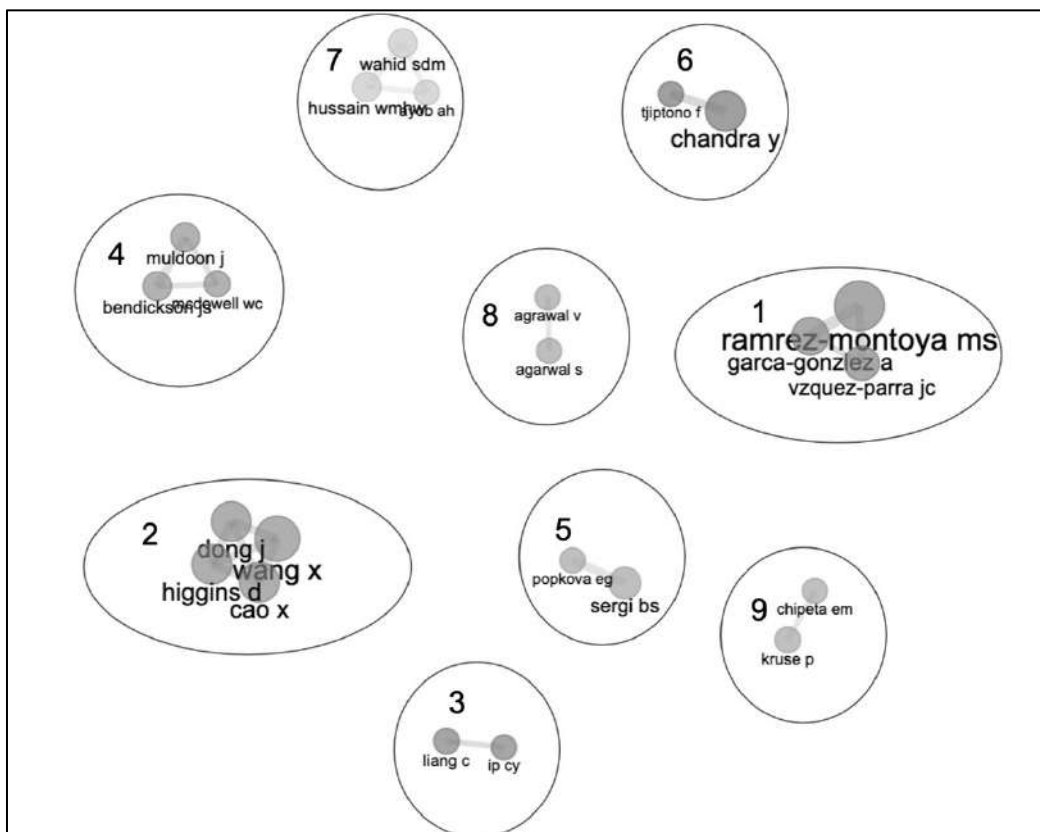 7
wahid sdm
hussain wmhw
ayob ah
6
tjiptono f
chandra y
4
muldoon j
bendickson js
mcdowell wc
8
agrawal v
agarwal s
1
ramrez-montoya ms
garca-gonzlez a
vzquez-parra jc
2
dong j
wang x
higgins d
cao x
5
popkova eg
sergi bs
9
chipeta em
kruse p
3
liang c
ip cy